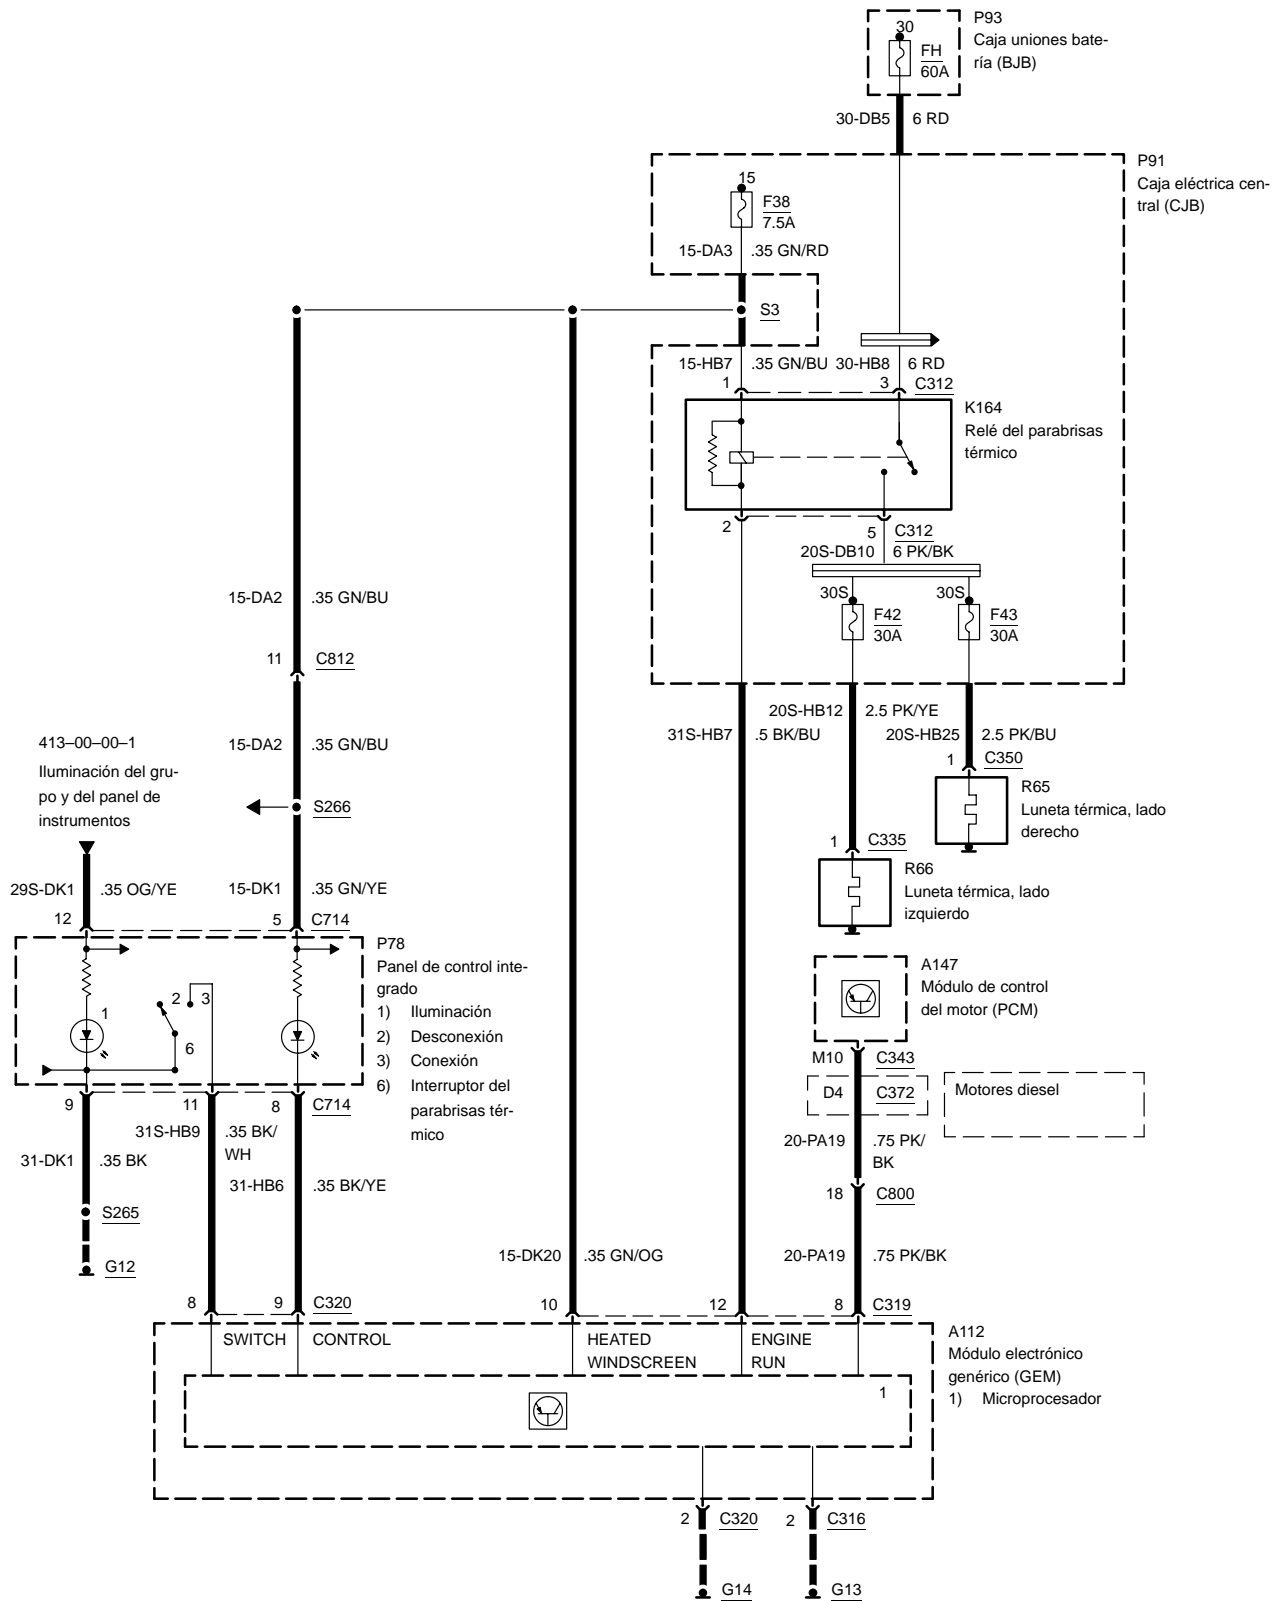 30
FH
60A
P93
Caja uniones bate-
ría (BJB)
30-DB5 6 RD
P91
Caja eléctrica cen-
tral (CJB)
15
F38
7.5A
15-DA3 .35 GN/RD
S3
15-HB7 .35 GN/BU 30-HB8 6 RD
1 3 C312
K164
Relé del parabrisas
térmico
2 5 C312
20S-DB10 6 PK/BK
30S 30S
F42
30A
F43
30A
15-DA2 .35 GN/BU
11 C812
20S-HB12 2.5 PK/YE
31S-HB7 .5 BK/BU
20S-HB25 2.5 PK/BU
1 C350
R65
Luneta térmica, lado
derecho
413–00–00–1
Iluminación del gru-
po y del panel de
instrumentos
15-DA2 .35 GN/BU
S266
1 C335
R66
Luneta térmica, lado
izquierdo
29S-DK1 .35 OG/YE
15-DK1 .35 GN/YE
12 5 C714
P78
Panel de control inte-
grado
1) Iluminación
2) Desconexión
3) Conexión
6) Interruptor del
parabrisas tér-
mico
2 3
1
6
A147
Módulo de control
del motor (PCM)
M10 C343
D4 C372
Motores diesel
9 11 8 C714
31S-HB9 .35 BK/
WH
20-PA19 .75 PK/
BK
31-DK1 .35 BK
31-HB6 .35 BK/YE
18 C800
S265
G12
15-DK20 .35 GN/OG
20-PA19 .75 PK/BK
8 9 C320
10 12 8 C319
SWITCH CONTROL
HEATED
WINDSCREEN
ENGINE
RUN
A112
Módulo electrónico
genérico (GEM)
1) Microprocesador
1
2 C320 2 C316
G14 G13